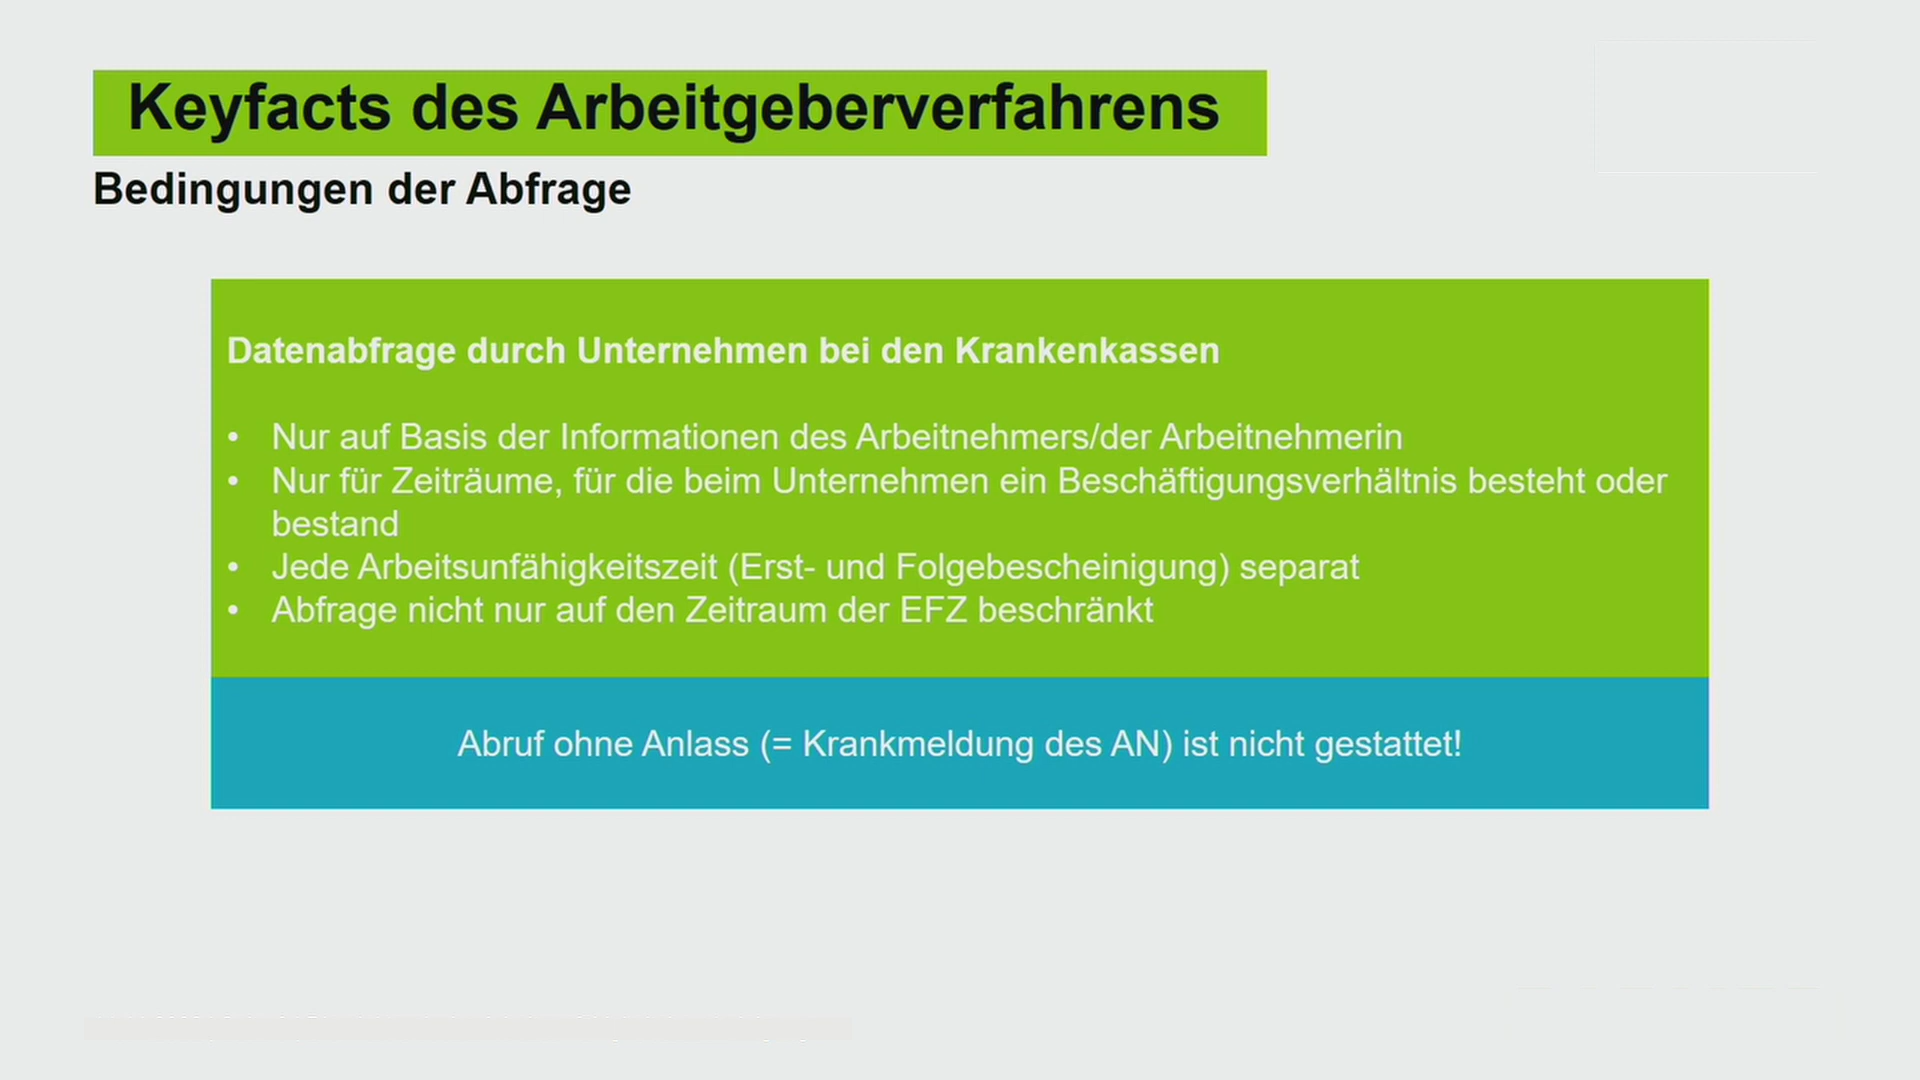 Keyfacts des Arbeitgeberverfahrens
Bedingungen der Abfrage
Datenabfrage durch Unternehmen bei den Krankenkassen
• Nur auf Basis der Informationen des Arbeitnehmers/der Arbeitnehmerin
• Nur für Zeiträume, für die beim Unternehmen ein Beschäftigungsverhältnis besteht oder
bestand
• Jede Arbeitsunfähigkeitszeit (Erst- und Folgebescheinigung) separat
• Abfrage nicht nur auf den Zeitraum der EFZ beschränkt
Abruf ohne Anlass (= Krankmeldung des AN) ist nicht gestattet!